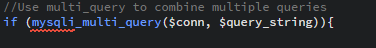 //Use multi_query to combine multiple queries
if (mysqli_multi_query($conn, $query_string)){